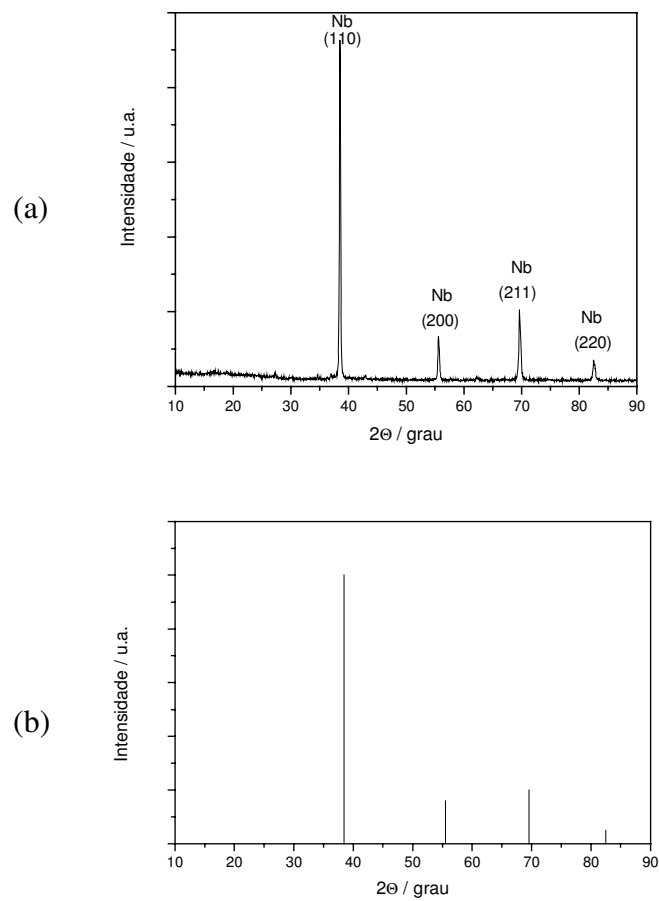 Nb
(110)
(a)
Intensidade / u.a.
Nb
(211)
Nb
(200)
Nb
(220)
10 20 30 40 50 60 70 80 90
2Θ / grau
(b)
Intensidade / u.a.
10 20 30 40 50 60 70 80 90
2Θ / grau